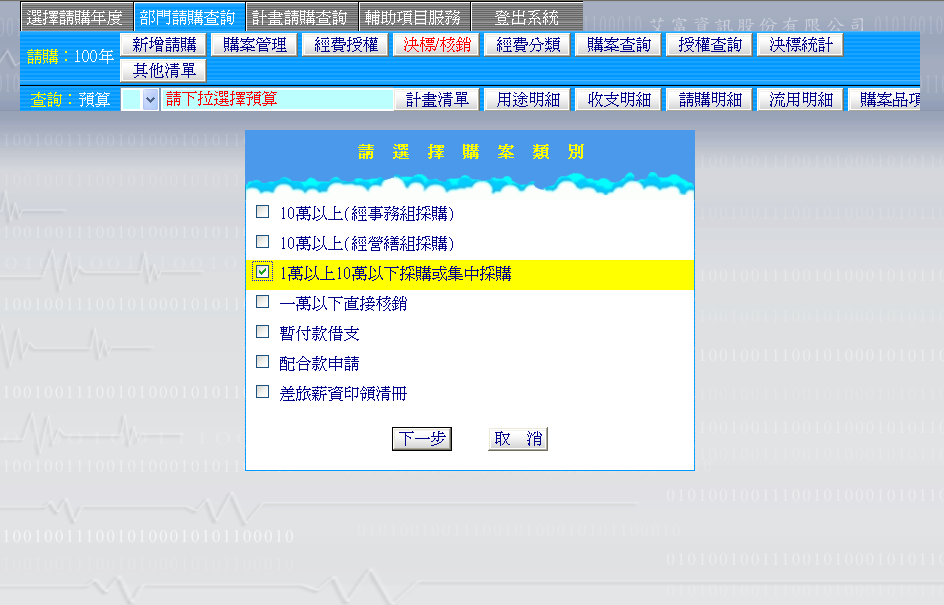 選擇請購年度 部門請購查詢 計畫請購查詢 輔助項目服務 登出系統
艾富資訊股份有限公司
請購：100年 新增請購 購案管理 經費授權 決標/核銷 經費分類 購案查詢 授權查詢 決標統計
其他清單
查詢：預算 請下拉選擇預算 計畫清單 用途明細 收支明細 請購明細 流用明細 購案品項
請 選 擇 購 案 類 別
10萬以上(經事務組採購)
10萬以上(經營繕組採購)
1萬以上10萬以下採購或集中採購
一萬以下直接核銷
暫付款借支
配合款申請
差旅薪資印領清冊
下一步 取 消